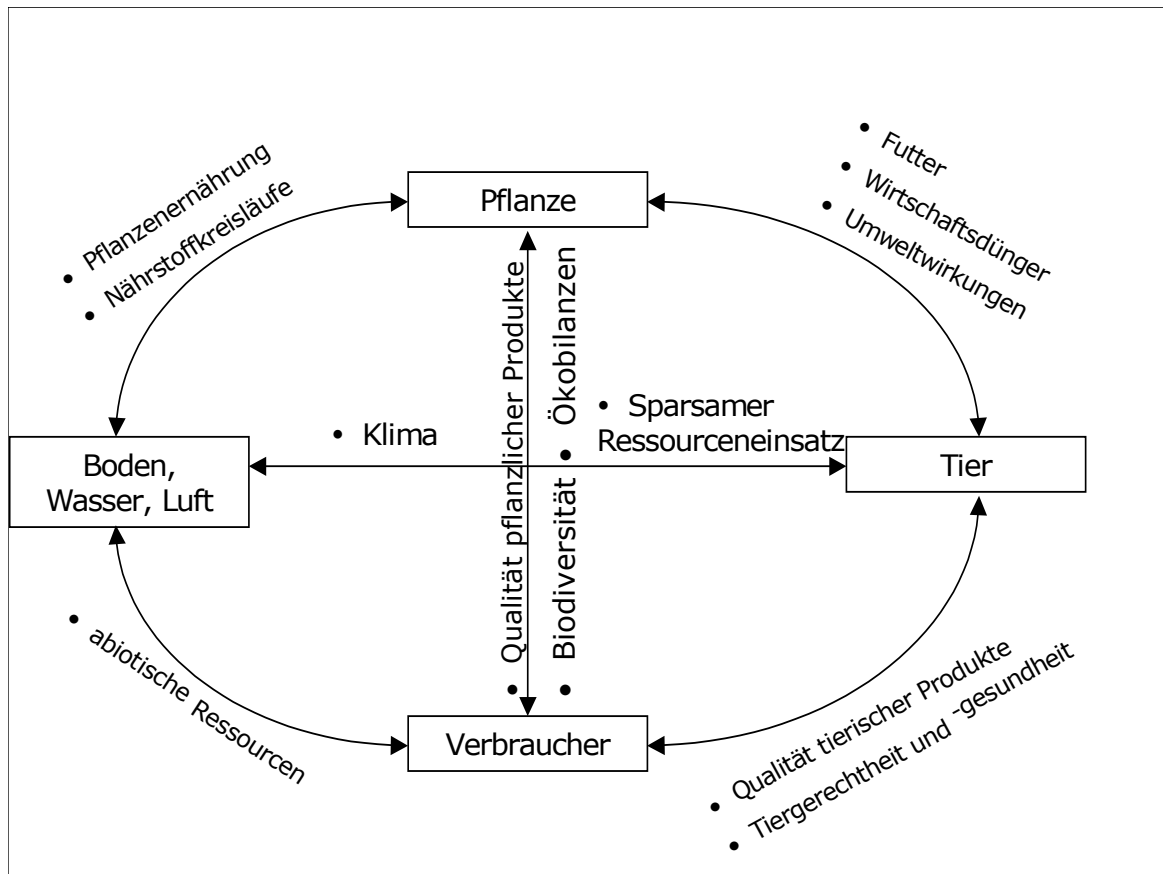 • Pflanzenernährung
• Nährstoffkreisläufe
Pflanze
• Futter
• Wirtschaftsdünger
• Umweltwirkungen
• Qualität pflanzlicher Produkte
• Biodiversität • Ökobilanzen
• Klima
• Sparsamer
Ressourceneinsatz
Boden,
Wasser, Luft
Tier
• abiotische Ressourcen
Verbraucher
• Qualität tierischer Produkte
• Tiergerechtheit und -gesundheit